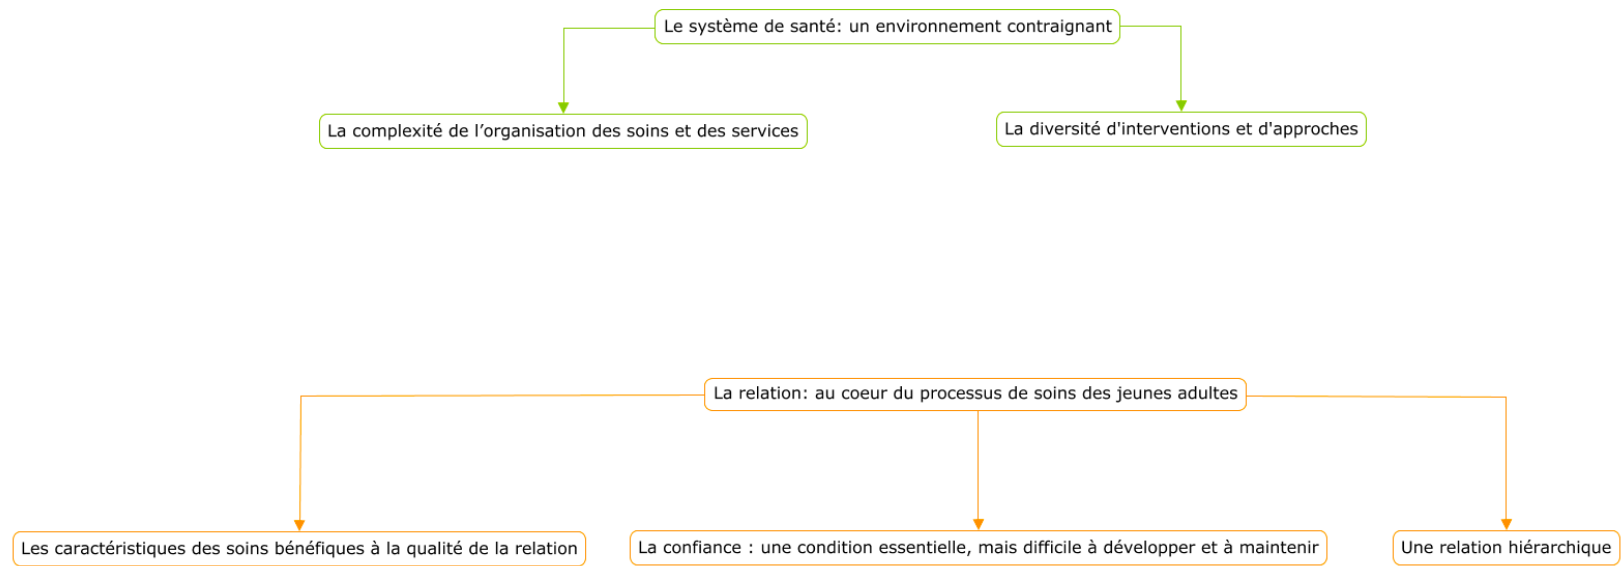 Le système de santé: un environnement contraignant
La complexité de l’organisation des soins et des services
La diversité d'interventions et d'approches
La relation: au coeur du processus de soins des jeunes adultes
Les caractéristiques des soins bénéfiques à la qualité de la relation
La confiance : une condition essentielle, mais difficile à développer et à maintenir
Une relation hiérarchique